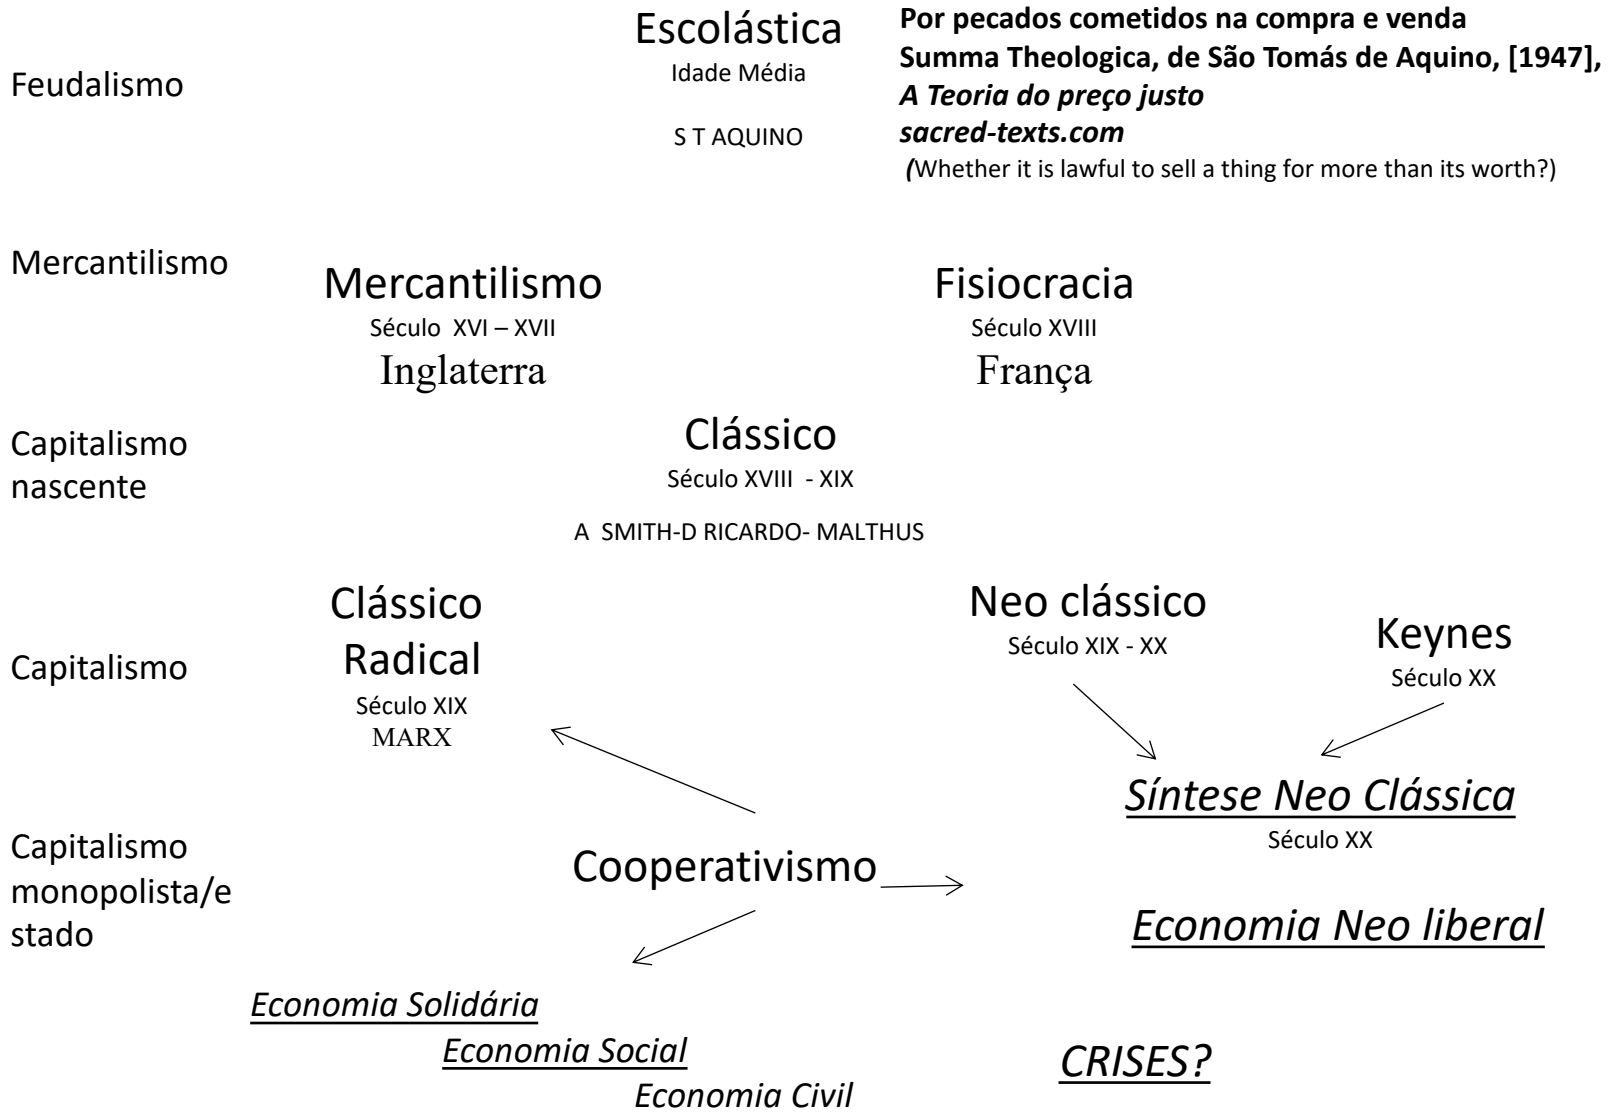 Feudalismo
Escolástica
Idade Média
S T AQUINO
Por pecados cometidos na compra e venda
Summa Theologica, de São Tomás de Aquino, [1947],
A Teoria do preço justo
sacred-texts.com
(Whether it is lawful to sell a thing for more than its worth?)
Mercantilismo
Mercantilismo
Século XVI – XVII
Inglaterra
Fisiocracia
Século XVIII
França
Capitalismo
nascente
Clássico
Século XVIII - XIX
A SMITH-D RICARDO- MALTHUS
Capitalismo
Clássico
Radical
Século XIX
MARX
Neo clássico
Século XIX - XX
Keynes
Século XX
Síntese Neo Clássica
Século XX
Capitalismo
monopolista/e
stado
Cooperativismo
Economia Neo liberal
Economia Solidária
Economia Social
Economia Civil
CRISES?